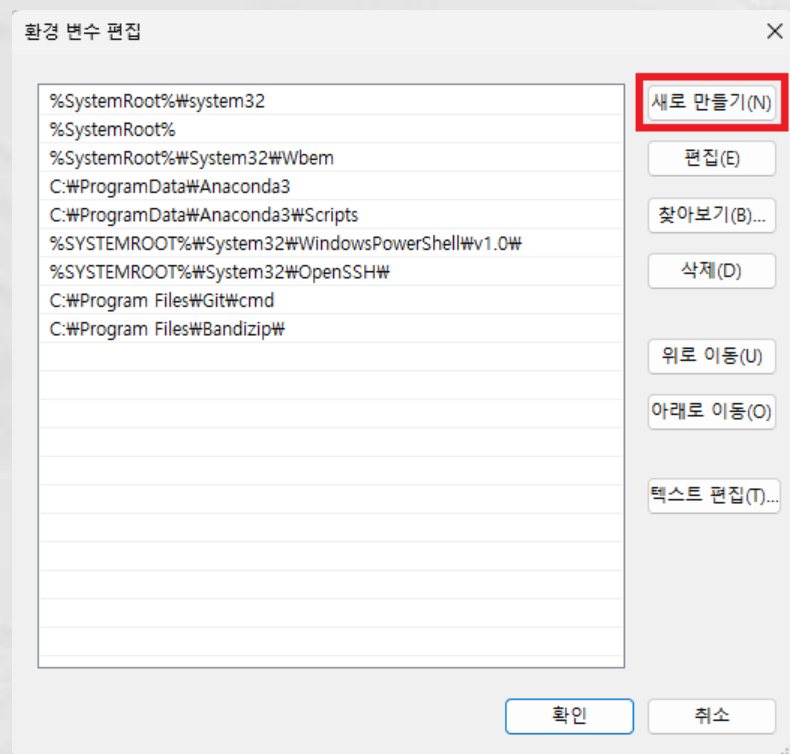 환경 변수 편집
%SystemRoot%₩system32
%SystemRoot%
%SystemRoot%₩System32₩Wbem
C:₩ProgramData₩Anaconda3
C:₩ProgramData₩Anaconda3₩Scripts
%SYSTEMROOT%₩System32₩WindowsPowerShell₩v1.0₩
%SYSTEMROOT%₩System32₩OpenSSH₩
C:₩Program Files₩Git₩cmd
C:₩Program Files₩Bandizip₩
새로 만들기(N)
편집(E)
찾아보기(B)...
삭제(D)
위로 이동(U)
아래로 이동(O)
텍스트 편집(T)...
확인
취소